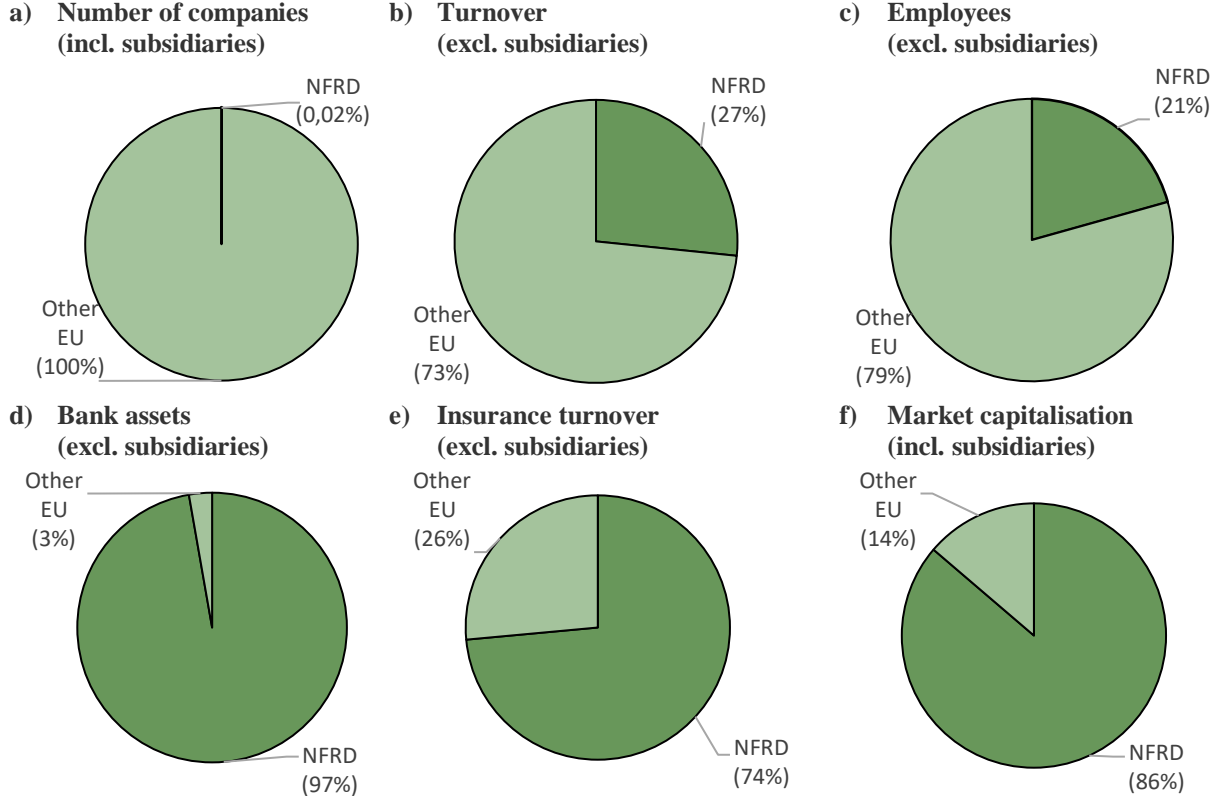 a) Number of companies
(incl. subsidiaries)
NFRD
(0,02%)
Other
EU
(100%)
b) Turnover
(excl. subsidiaries)
NFRD
(27%)
Other
EU
(73%)
c) Employees
(excl. subsidiaries)
NFRD
(21%)
Other
EU
(79%)
d) Bank assets
(excl. subsidiaries)
Other
EU
(3%)
NFRD
(97%)
e) Insurance turnover
(excl. subsidiaries)
Other
EU
(26%)
NFRD
(74%)
f) Market capitalisation
(incl. subsidiaries)
Other
EU
(14%)
NFRD
(86%)